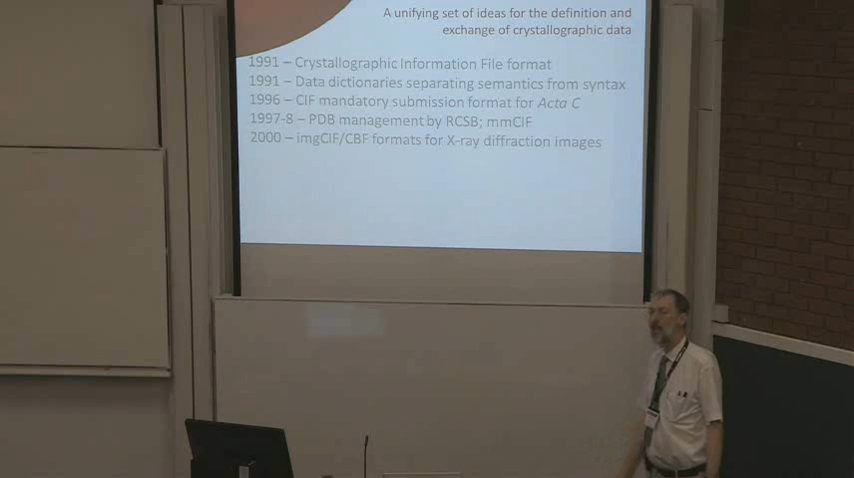 A unifying set of ideas for the definition and
exchange of crystallographic data
1991 – Crystallographic Information File format
1991 – Data dictionaries separating semantics from syntax
1996 – CIF mandatory submission format for Acta C
1997-8 – PDB management by RCSB; mmCIF
2000 – imgCIF/CBF formats for X-ray diffraction images